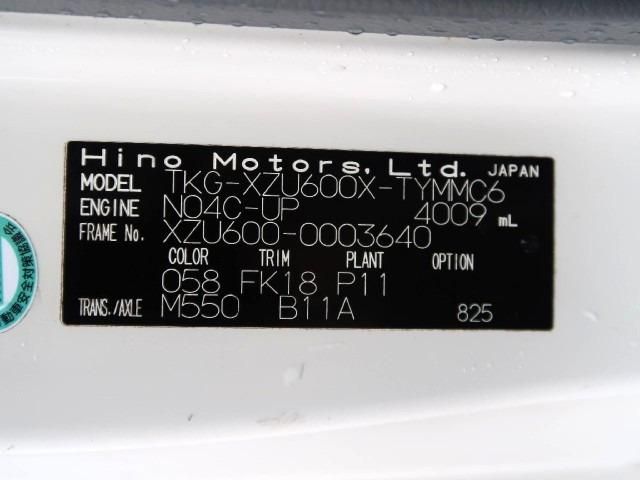 Hino Motors, Ltd. JAPAN
MODEL TKG-XZU600X-TYMMC6
ENGINE N04C-UP 4009 mL
FRAME No. XZU600-0003640
COLOR TRIM PLANT OPTION
058 FK18 P11
TRANS./AXLE M550 B11A 825